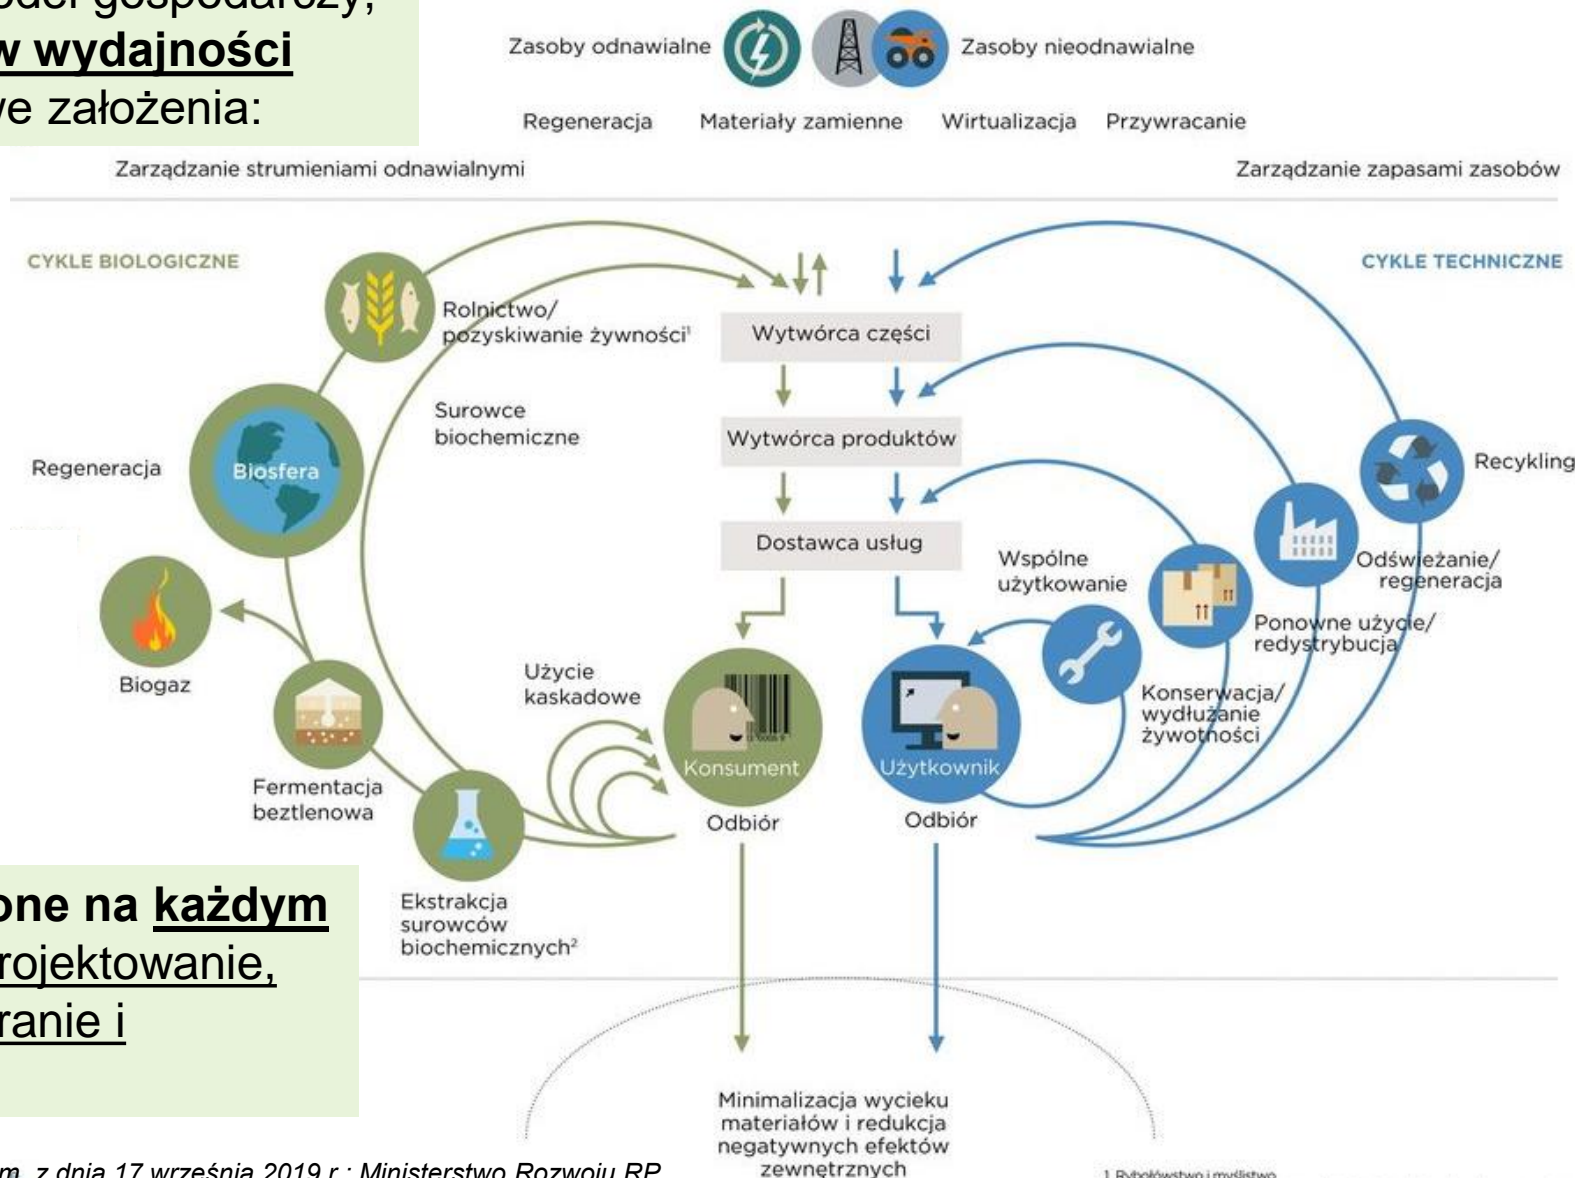 odel gospodarczy,
w wydajności
we założenia:
Zasoby odnawialne
Zasoby nieodnawialne
Regeneracja Materiały zamienne Wirtualizacja Przywracanie
Zarządzanie strumieniami odnawialnymi
Zarządzanie zapasami zasobów
CYKLE BIOLOGICZNE
CYKLE TECHNICZNE
Rolnictwo/
pozyskiwanie żywności¹
Wytwórca części
Surowce
biochemiczne
Wytwórca produktów
Regeneracja
Biosfera
Recykling
Dostawca usług
Wspólne
użytkowanie
Odświeżanie/
regeneracja
Ponowne użycie/
redystrybucja
Biogaz
Użycie
kaskadowe
Konserwacja/
wydłużanie
żywotności
Konsument
Użytkownik
Fermentacja
beztlenowa
Odbiór
Odbiór
Ekstrakcja
surowców
biochemicznych²
one na każdym
rojektowanie,
ranie i
Minimalizacja wycieku
materiałów i redukcja
negatywnych efektów
zewnętrznych
m. z dnia 17 września 2019 r.; Ministerstwo Rozwoju RP
¹ Rybołówstwo i myślistwo